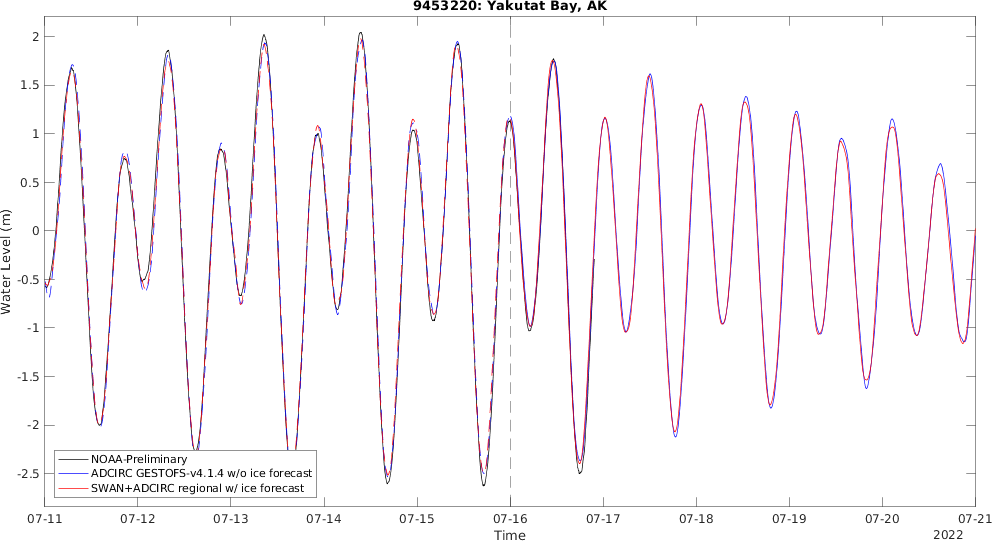 9453220: Yakutat Bay, AK
2
1.5
1
0.5
0
-0.5
-1
-1.5
-2
-2.5
Water Level (m)
NOAA-Preliminary
ADCIRC GESTOFS-v4.1.4 w/o ice forecast
SWAN+ADCIRC regional w/ ice forecast
07-11 07-12 07-13 07-14 07-15 07-16 07-17 07-18 07-19 07-20 07-21
Time
2022